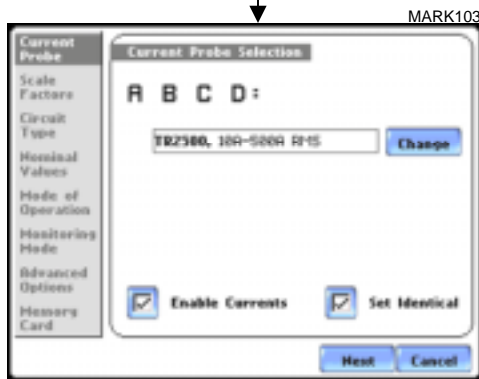 MARK103
Current
Probe
Scale
Factors
Circuit
Type
Nominal
Values
Mode of
Operation
Monitoring
Mode
Advanced
Options
Memory
Card
Current Probe Selection
A B C D:
TR2500, 10A-500A RMS
Change
Enable Currents
Set Identical
Next
Cancel